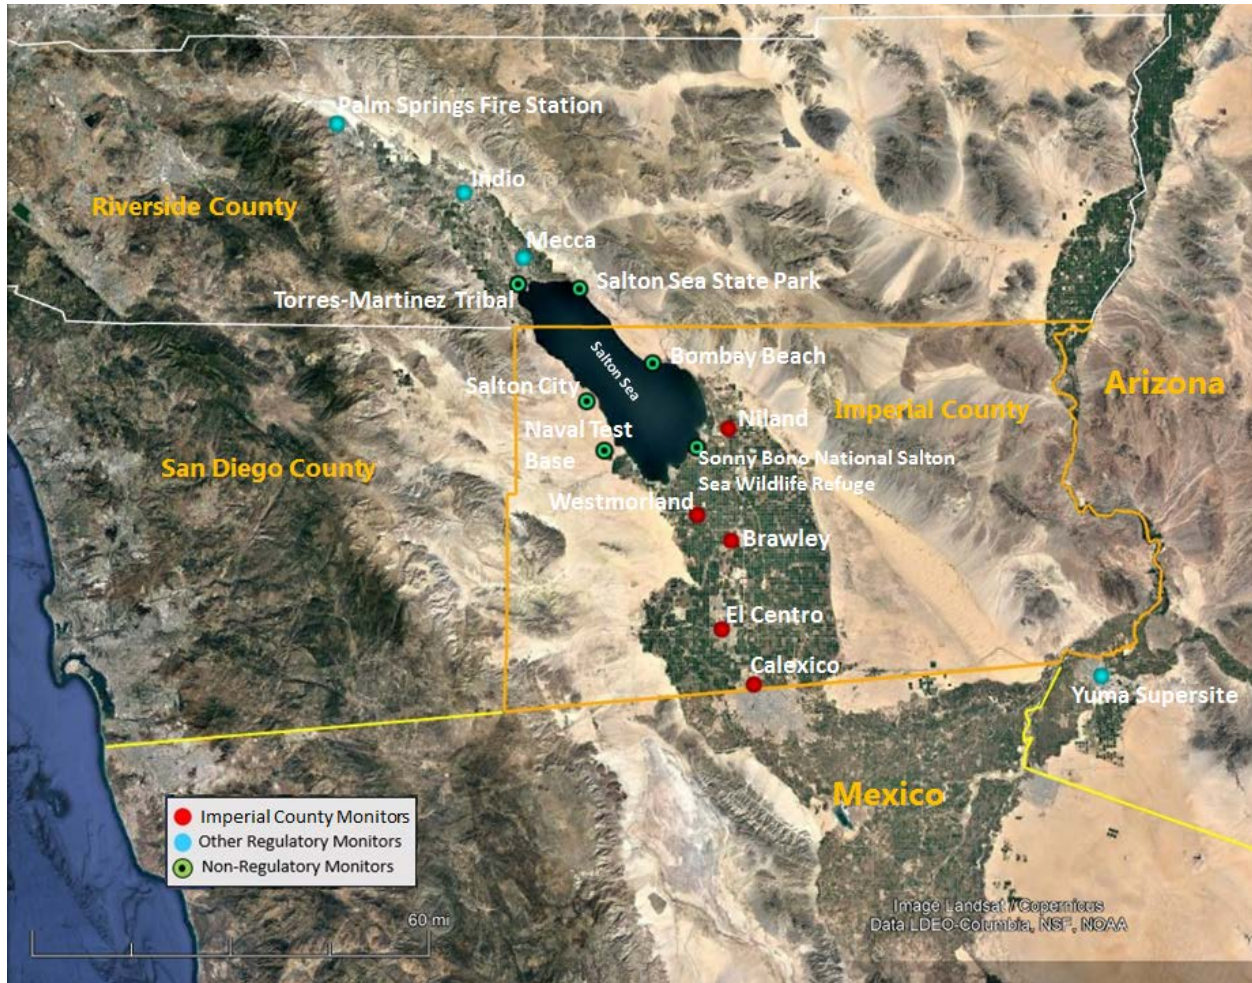 Palm Springs Fire Station
Indio
Riverside County
Mecca
Salton Sea State Park
Torres-Martinez Tribal
Salton Sea
Bombay Beach
Arizona
Salton City
Imperial County
Niland
Naval Test
Base
Sonny Bono National Salton
Sea Wildlife Refuge
San Diego County
Westmorland
Brawley
El Centro
Calexico
Yuma Supersite
Mexico
Imperial County Monitors
Other Regulatory Monitors
Non-Regulatory Monitors
60 mi
Image Landsat / Copernicus
Data LDEO-Columbia, NSF, NOAA